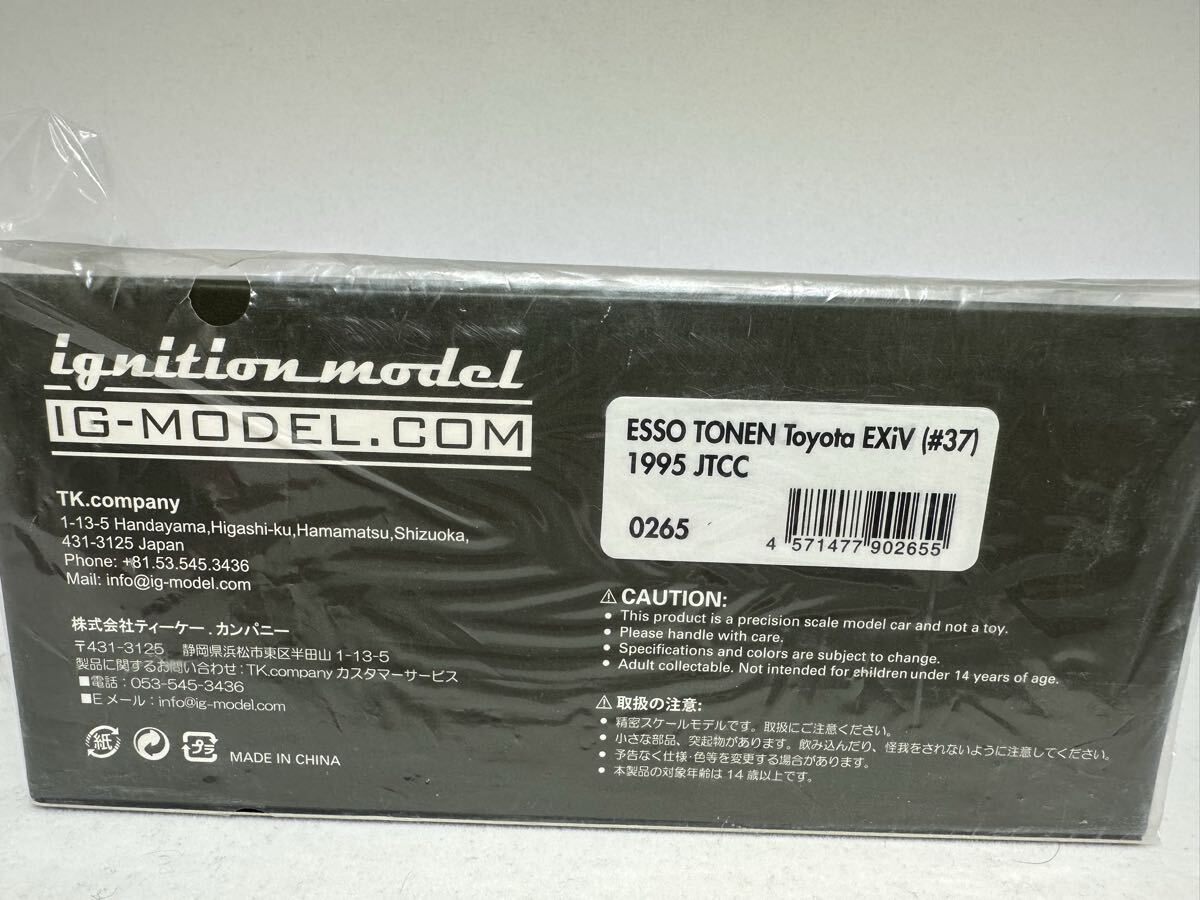 ignition model
IG-MODEL.COM
TK.company
1-13-5 Handayama,Higashi-ku,Hamamatsu,Shizuoka,
431-3125 Japan
Phone: +81.53.545.3436
Mail: info@ig-model.com
株式会社ティーケー.カンパニー
〒431-3125 静岡県浜松市東区半田山 1-13-5
製品に関するお問い合わせ：TK.company カスタマーサービス
■電話：053-545-3436
■Eメール：info@ig-model.com
紙
プラ
MADE IN CHINA
ESSO TONEN Toyota EXiV (#37)
1995 JTCC
0265
4 571477 902655
⚠ CAUTION:
• This product is a precision scale model car and not a toy.
• Please handle with care.
• Specifications and colors are subject to change.
• Adult collectable. Not intended for children under 14 years of age.
⚠ 取扱の注意:
• 精密スケールモデルです。取扱にご注意ください。
• 小さな部品、突起物があります。飲み込んだり、怪我をされないように注意してください。
• 予告なく仕様･色等を変更する場合があります。
• 本製品の対象年齢は14歳以上です。